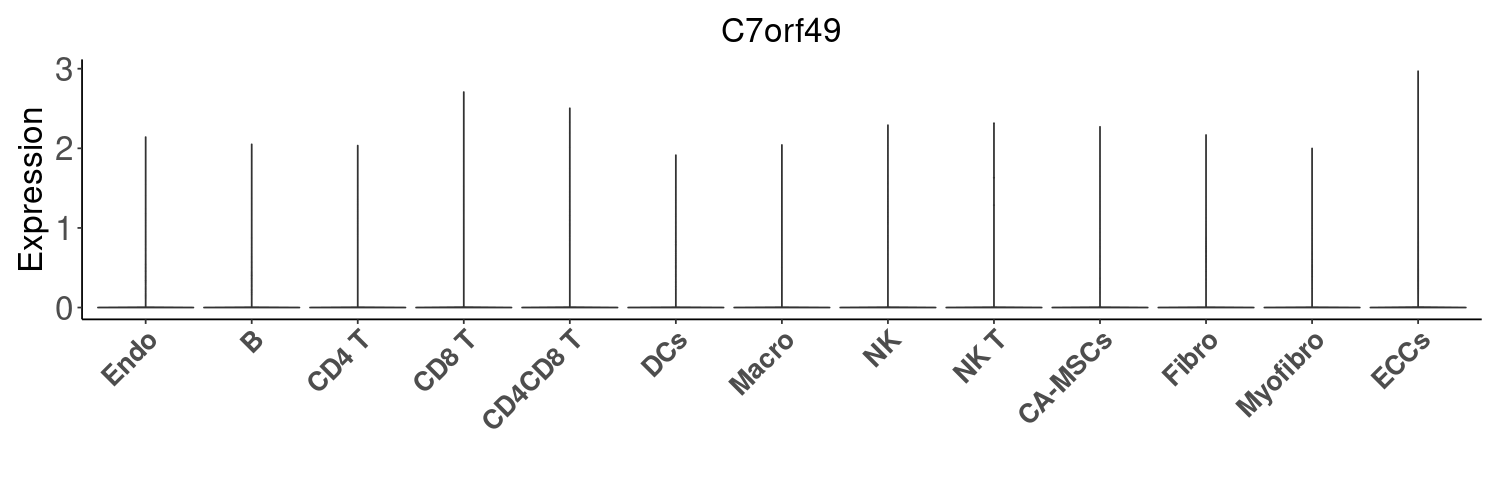 C7orf49
Expression
3
2
1
0
Endo
B
CD4 T
CD8 T
CD4CD8 T
DCs
Macro
NK
NK T
CA-MSCs
Fibro
Myofibro
ECCs